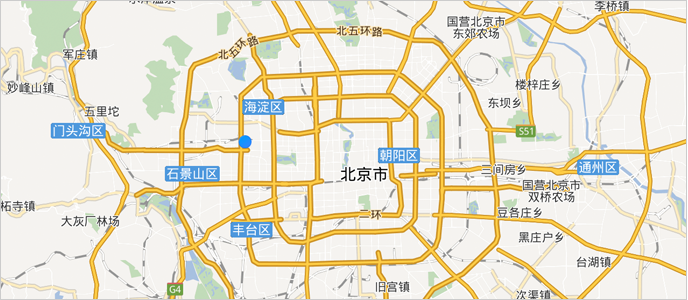 李桥镇
国营北京市
东郊农场
北五环路
北五环路
军庄镇
妙峰山镇
楼梓庄乡
东坝乡
五里坨
海淀区
门头沟区
S51
朝阳区
三间房乡
通州区
石景山区
北京市
国营北京市
双桥农场
柘寺镇
大灰厂林场
二环
豆各庄乡
丰台区
黑庄户乡
台湖镇
G4
旧宫镇
次渠镇